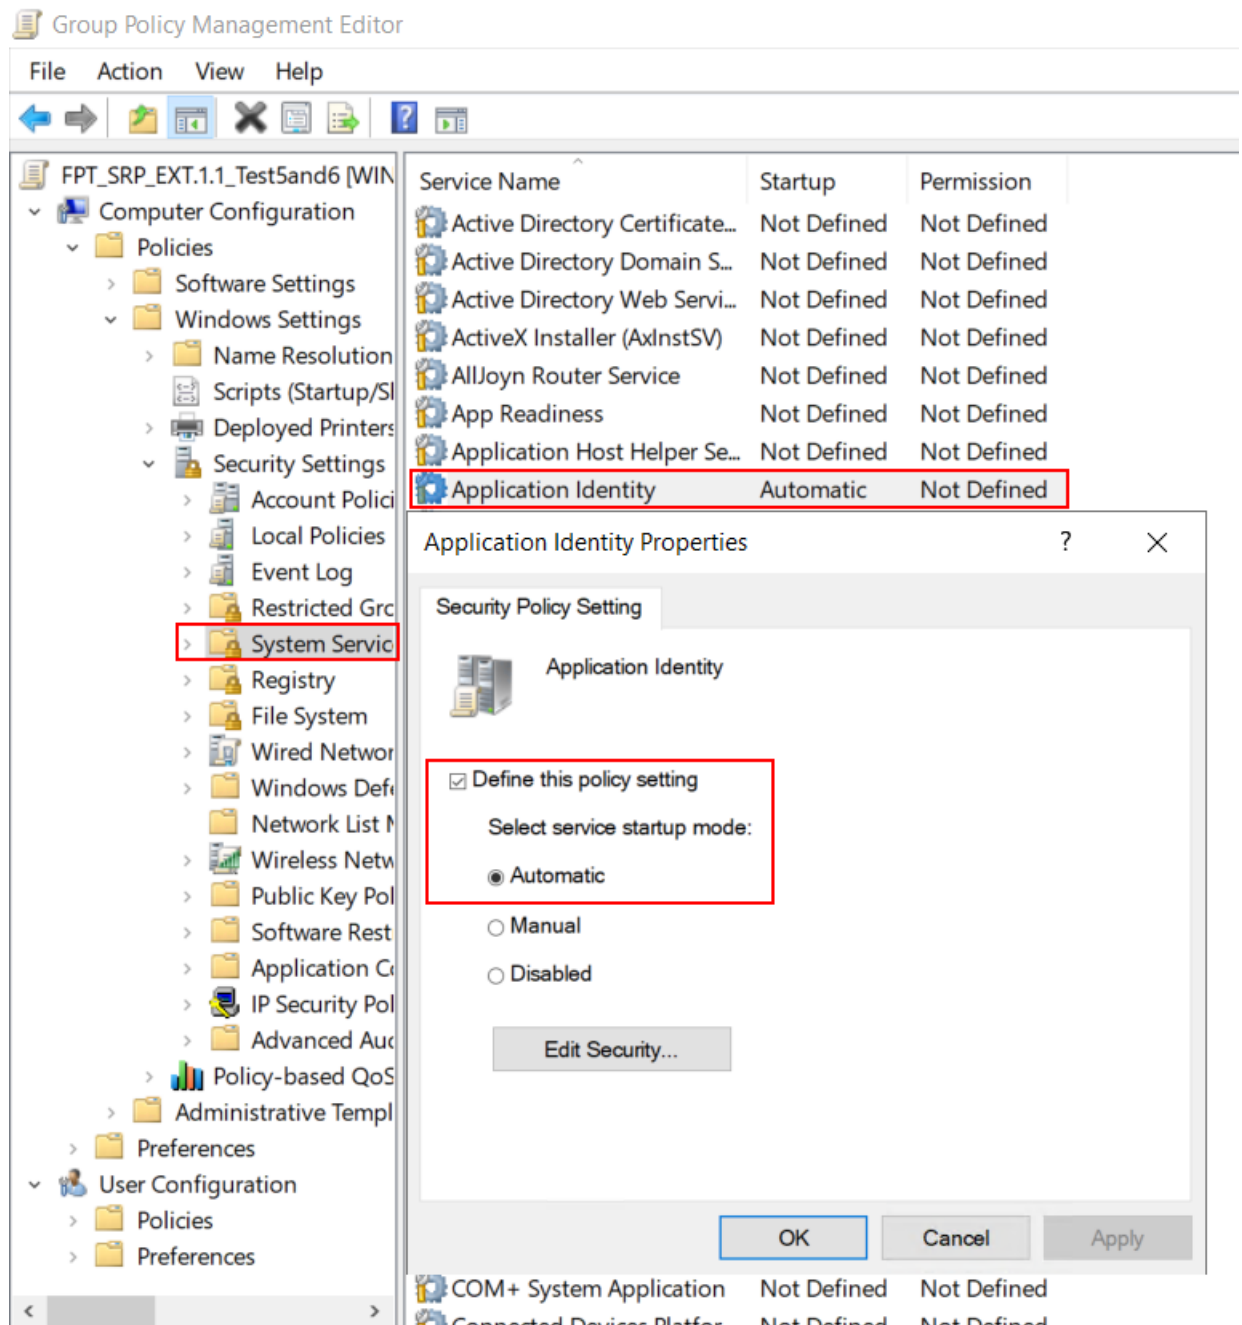 Group Policy Management Editor
File Action View Help
FPT_SRP_EXT.1.1_Test5and6 [WIN
Computer Configuration
Policies
Software Settings
Windows Settings
Name Resolution
Scripts (Startup/Sl
Deployed Printers
Security Settings
Account Polici
Local Policies
Event Log
Restricted Grc
System Servic
Registry
File System
Wired Networ
Windows Defe
Network List N
Wireless Netw
Public Key Pol
Software Rest
Application Co
IP Security Pol
Advanced Auc
Policy-based QoS
Administrative Templ
Preferences
User Configuration
Policies
Preferences
Service Name Startup Permission
Active Directory Certificate... Not Defined Not Defined
Active Directory Domain S... Not Defined Not Defined
Active Directory Web Servi... Not Defined Not Defined
ActiveX Installer (AxInstSV) Not Defined Not Defined
AllJoyn Router Service Not Defined Not Defined
App Readiness Not Defined Not Defined
Application Host Helper Se... Not Defined Not Defined
Application Identity Automatic Not Defined
Application Identity Properties
Security Policy Setting
Application Identity
Define this policy setting
Select service startup mode:
Automatic
Manual
Disabled
Edit Security...
OK Cancel Apply
COM+ System Application Not Defined Not Defined
Connected Devices Platfor Not Defined Not Defined